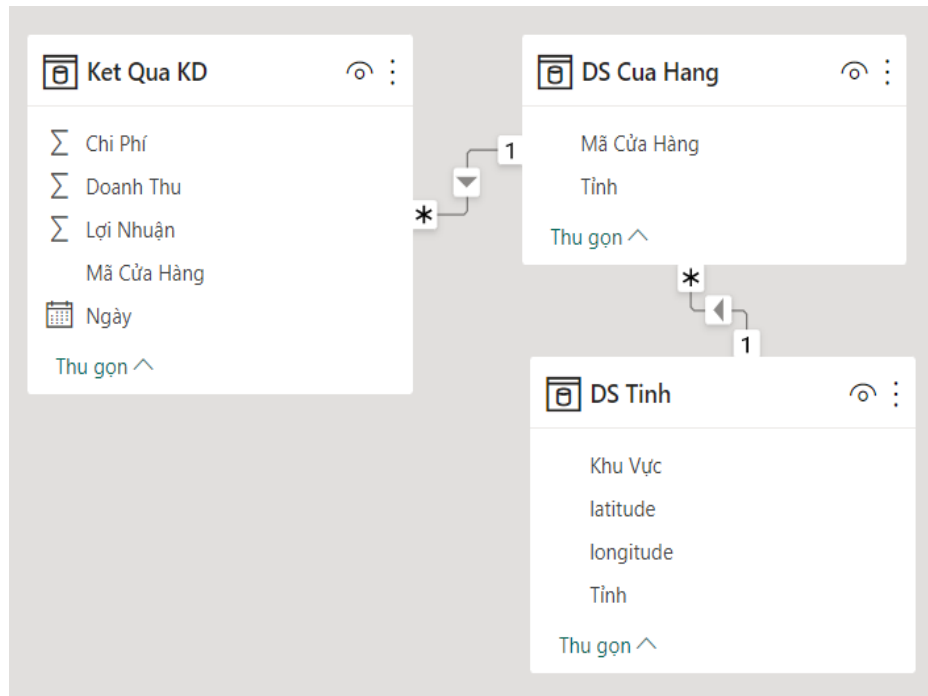 Ket Qua KD
Chi Phí
Doanh Thu
Lợi Nhuận
Mã Cửa Hàng
Ngày
Thu gọn
1
*
DS Cua Hang
Mã Cửa Hàng
Tỉnh
Thu gọn
*
1
DS Tinh
Khu Vực
latitude
longitude
Tỉnh
Thu gọn